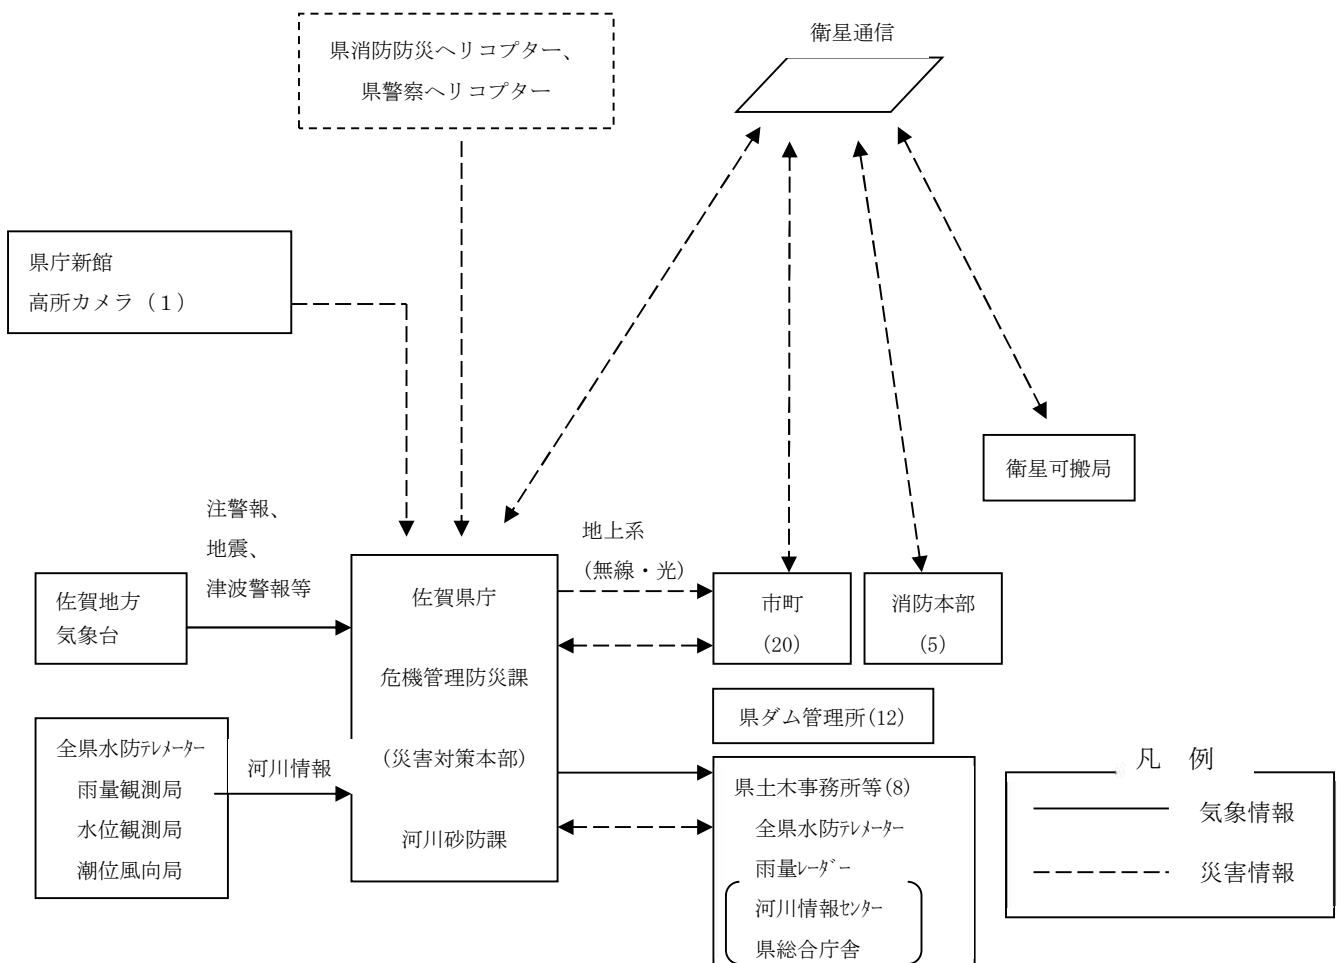 衛星通信
県消防防災ヘリコプター、
県警察ヘリコプター
県庁新館
高所カメラ（１）
衛星可搬局
注警報、
地震、
津波警報等
地上系
(無線・光)
佐賀地方
気象台
佐賀県庁
危機管理防災課
(災害対策本部)
河川砂防課
市町
(20)
消防本部
(5)
県ダム管理所(12)
全県水防ﾃﾚﾒｰﾀｰ
雨量観測局
水位観測局
潮位風向局
河川情報
県土木事務所等(8)
全県水防ﾃﾚﾒｰﾀｰ
雨量ﾚｰﾀﾞｰ
河川情報ｾﾝﾀｰ
県総合庁舎
凡　例
気象情報
災害情報